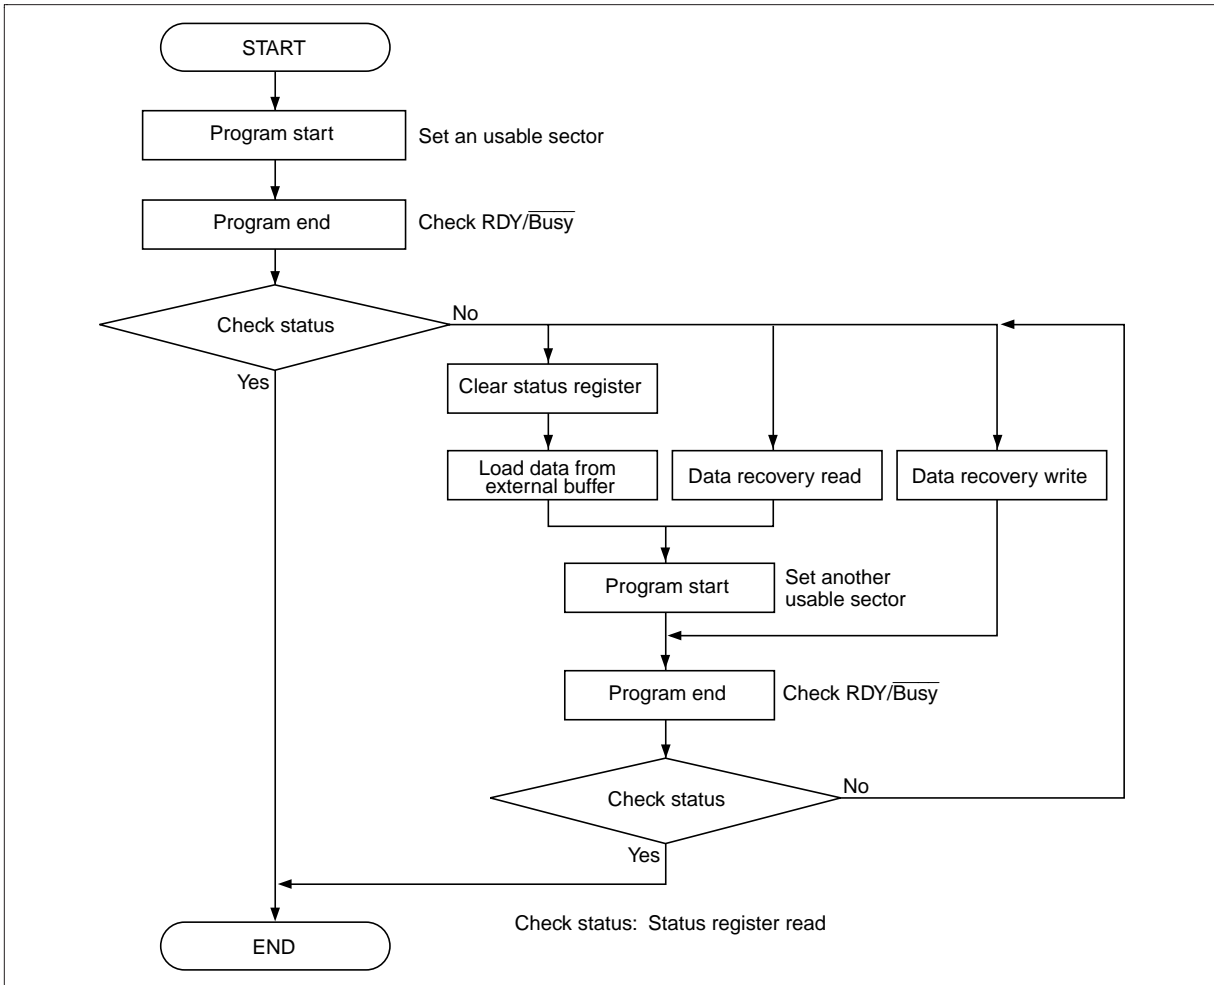 START
Program start
Set an usable sector
Program end
Check RDY/Busy
Check status
No
Yes
Clear status register
Load data from
external buffer
Data recovery read
Data recovery write
Program start
Set another
usable sector
Program end
Check RDY/Busy
Check status
No
Yes
Check status: Status register read
END